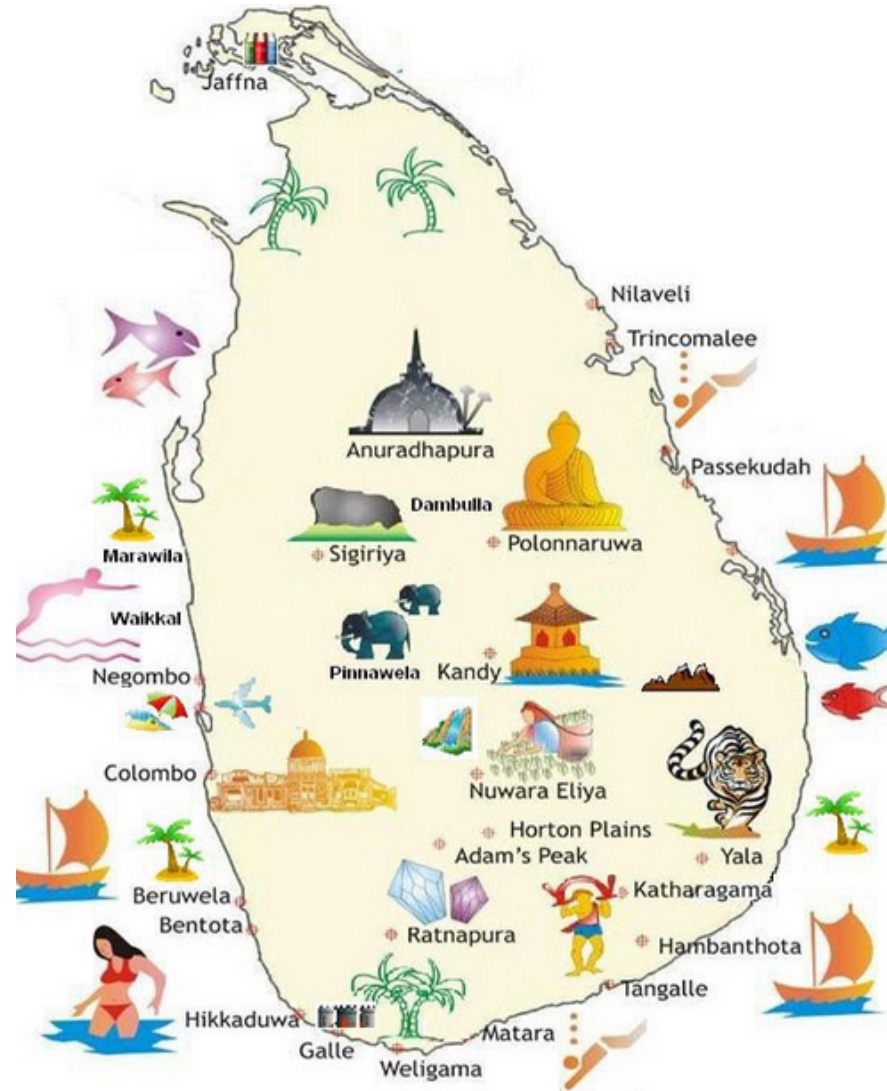 Jaffna
Nilaveli
Trincomalee
Anuradhapura
Passekudah
Dambulla
Marawila
Sigiriya
Polonnaruwa
Waikkal
Pinnawela
Kandy
Negombo
Colombo
Nuwara Eliya
Horton Plains
Adam's Peak
Yala
Beruwela
Katharagama
Bentota
Ratnapura
Hambanthota
Tangalle
Hikkaduwa
Galle
Matara
Weligama